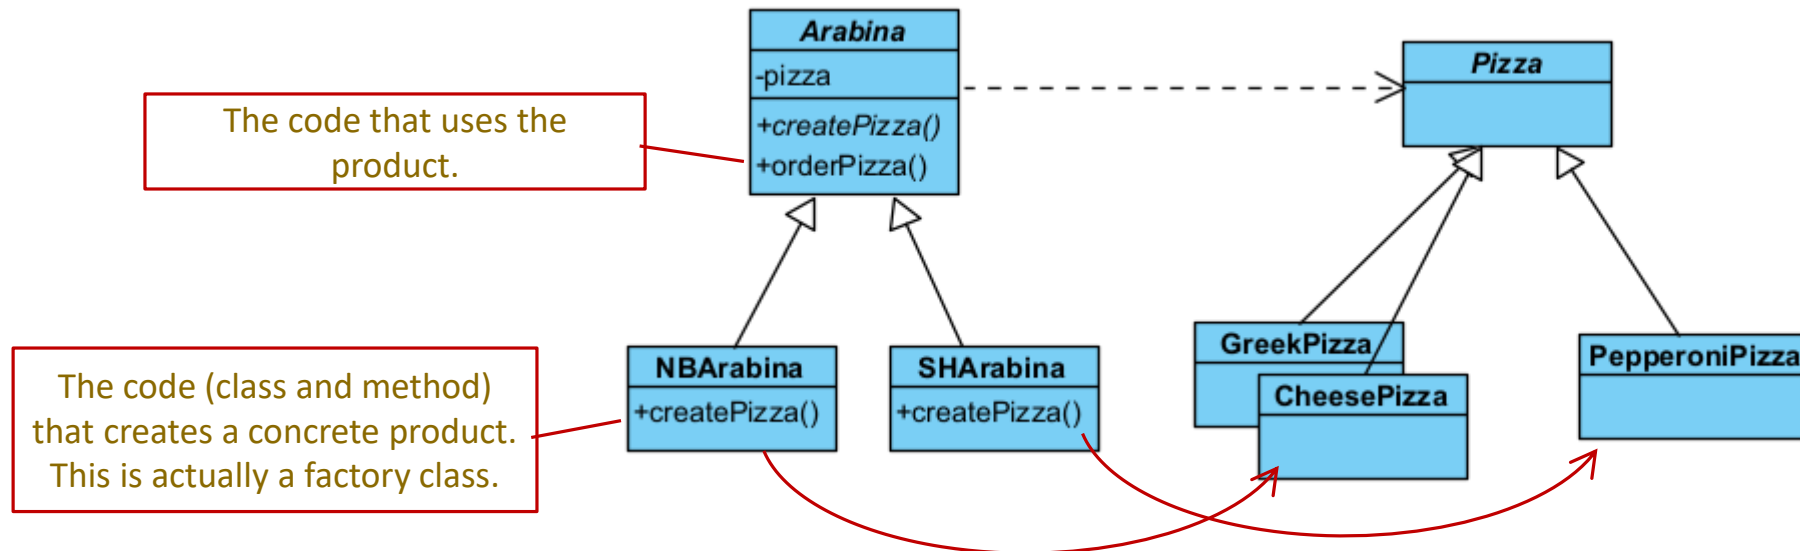 Arabina
-pizza
+createPizza()
+orderPizza()
Pizza
The code that uses the
product.
NBArabina
+createPizza()
SHArabina
+createPizza()
GreekPizza
CheesePizza
PepperoniPizza
The code (class and method)
that creates a concrete product.
This is actually a factory class.